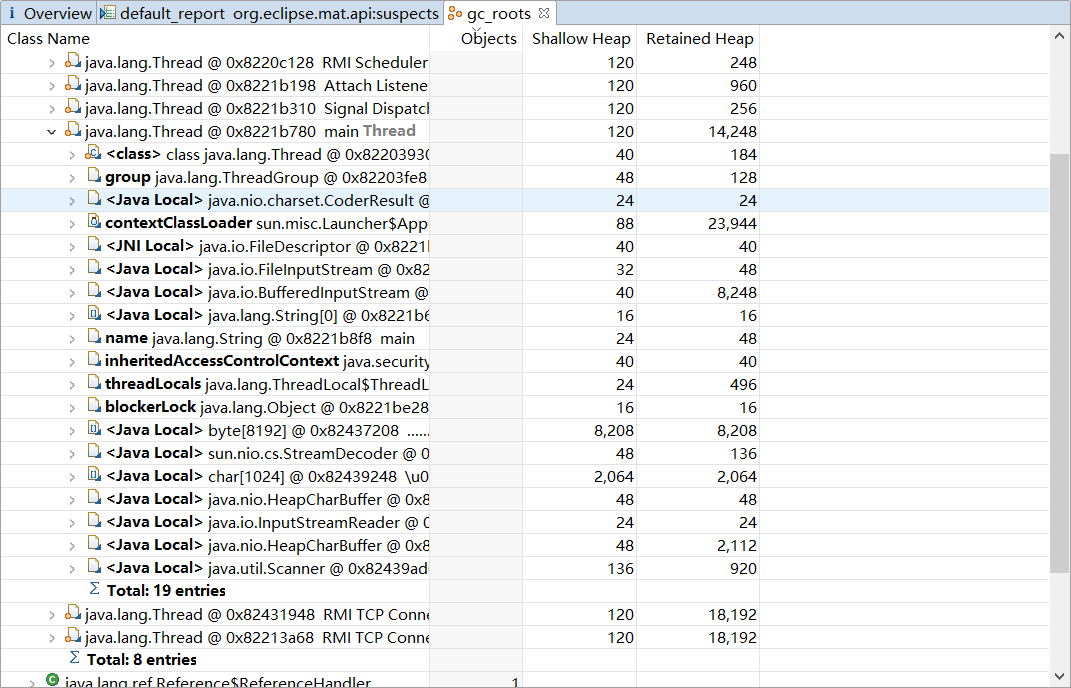 i Overview default_report org.eclipse.mat.api:suspects gc_roots
Class Name Objects Shallow Heap Retained Heap
java.lang.Thread @ 0x8220c128 RMI Scheduler 120 248
java.lang.Thread @ 0x8221b198 Attach Listene 120 960
java.lang.Thread @ 0x8221b310 Signal Dispatc 120 256
java.lang.Thread @ 0x8221b780 main Thread 120 14,248
<class> class java.lang.Thread @ 0x82203930 40 184
group java.lang.ThreadGroup @ 0x82203fe8 48 128
<Java Local> java.nio.charset.CoderResult @ 24 24
contextClassLoader sun.misc.Launcher$App 88 23,944
<JNI Local> java.io.FileDescriptor @ 0x8221 40 40
<Java Local> java.io.FileInputStream @ 0x82 32 48
<Java Local> java.io.BufferedInputStream @ 40 8,248
<Java Local> java.lang.String[0] @ 0x8221b6 16 16
name java.lang.String @ 0x8221b8f8 main 24 48
inheritedAccessControlContext java.security 40 40
threadLocals java.lang.ThreadLocal$ThreadL 24 496
blockerLock java.lang.Object @ 0x8221be28 16 16
<Java Local> byte[8192] @ 0x82437208 ...... 8,208 8,208
<Java Local> sun.nio.cs.StreamDecoder @ 0 48 136
<Java Local> char[1024] @ 0x82439248 \u0 2,064 2,064
<Java Local> java.nio.HeapCharBuffer @ 0x8 48 48
<Java Local> java.io.InputStreamReader @ 0 24 24
<Java Local> java.nio.HeapCharBuffer @ 0x8 48 2,112
<Java Local> java.util.Scanner @ 0x82439ad 136 920
Σ Total: 19 entries
java.lang.Thread @ 0x82431948 RMI TCP Conne 120 18,192
java.lang.Thread @ 0x82213a68 RMI TCP Conne 120 18,192
Σ Total: 8 entries
java.lang.ref.Reference$ReferenceHandler 1